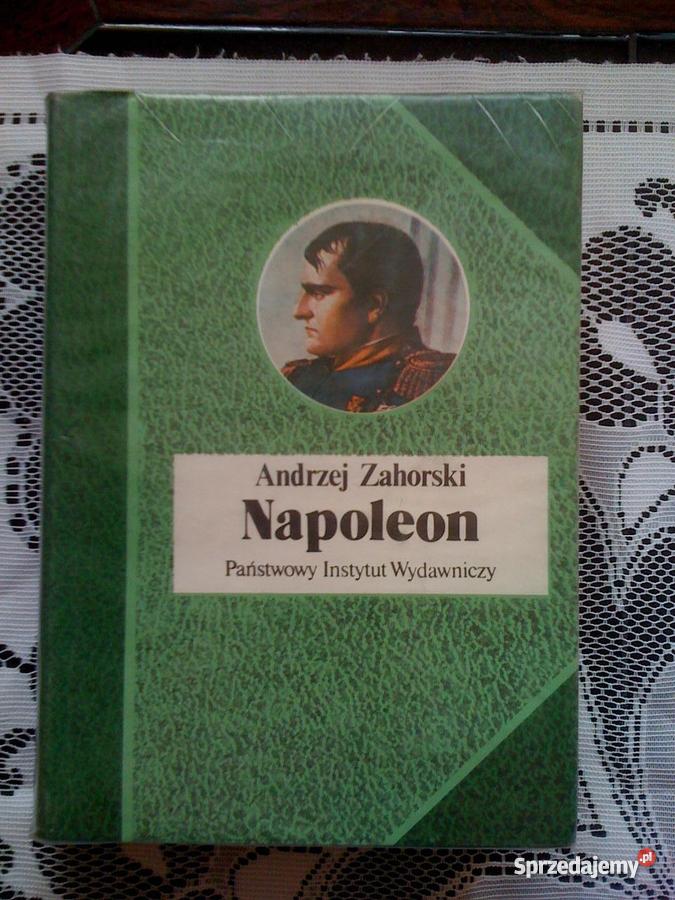 Andrzej Zahorski
Napoleon
Państwowy Instytut Wydawniczy
Sprzedajemy.pl